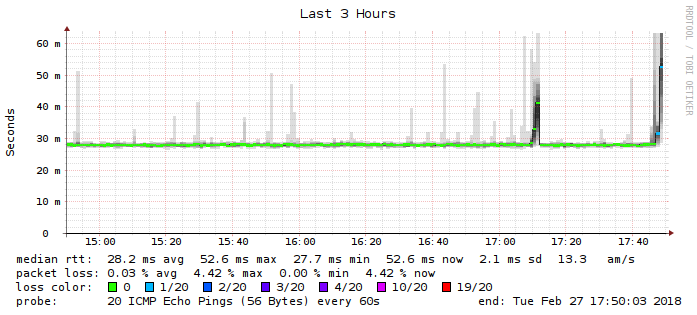 Last 3 Hours
RRDTOOL / TOBI OETIKER
Seconds
60 m
50 m
40 m
30 m
20 m
10 m
0
15:00 15:20 15:40 16:00 16:20 16:40 17:00 17:20 17:40
median rtt: 28.2 ms avg 52.6 ms max 27.7 ms min 52.6 ms now 2.1 ms sd 13.3 am/s
packet loss: 0.03 % avg 4.42 % max 0.00 % min 4.42 % now
loss color: 0 1/20 2/20 3/20 4/20 10/20 19/20
probe: 20 ICMP Echo Pings (56 Bytes) every 60s end: Tue Feb 27 17:50:03 2018